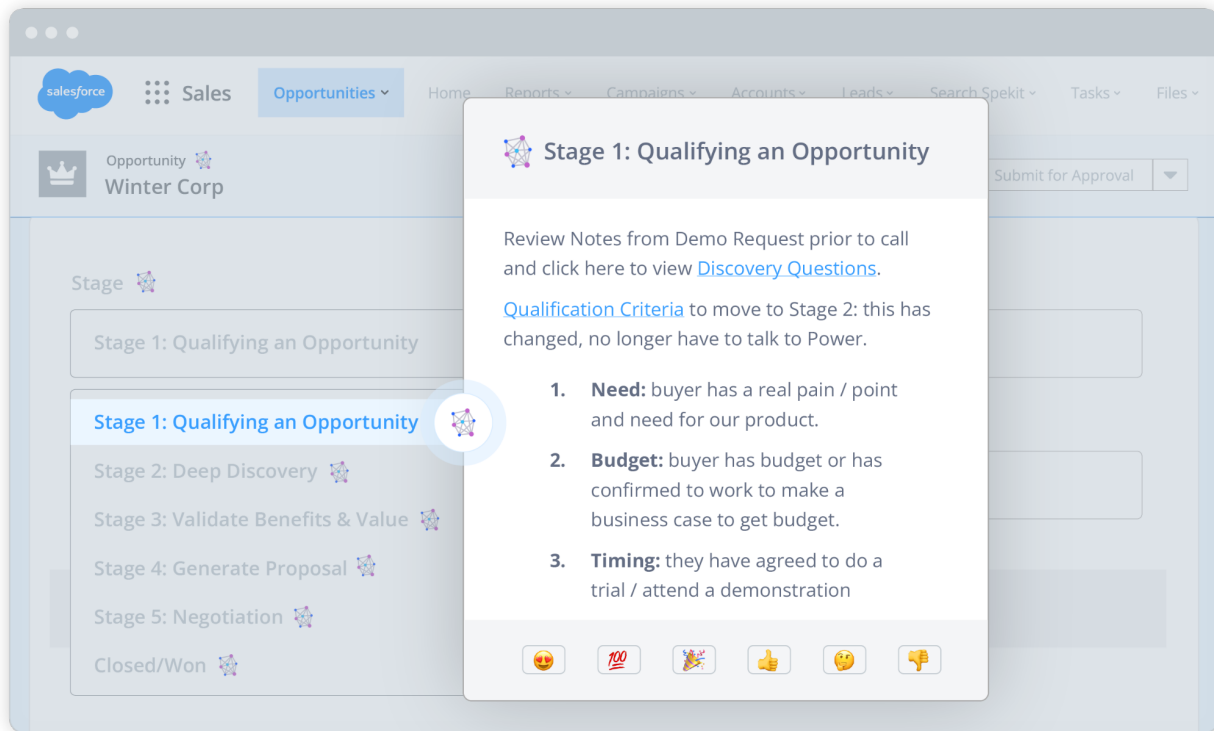 salesforce
Sales
Opportunities
Home
Reports
Campaigns
Accounts
Leads
Search Spekit
Tasks
Files
Opportunity
Winter Corp
Submit for Approval
Stage
Stage 1: Qualifying an Opportunity
Stage 1: Qualifying an Opportunity
Stage 2: Deep Discovery
Stage 3: Validate Benefits & Value
Stage 4: Generate Proposal
Stage 5: Negotiation
Closed/Won
Stage 1: Qualifying an Opportunity
Review Notes from Demo Request prior to call
and click here to view Discovery Questions.
Qualification Criteria to move to Stage 2: this has
changed, no longer have to talk to Power.
1. Need: buyer has a real pain / point
and need for our product.
2. Budget: buyer has budget or has
confirmed to work to make a
business case to get budget.
3. Timing: they have agreed to do a
trial / attend a demonstration
💯